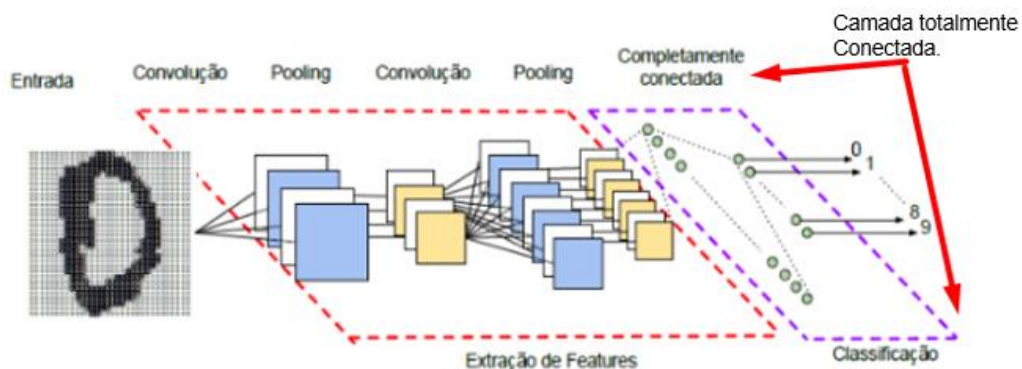 Camada totalmente
Conectada.
Entrada
Convolução
Pooling
Convolução
Pooling
Completamente
conectada
0
1
8
9
Extração de Features
Classificação